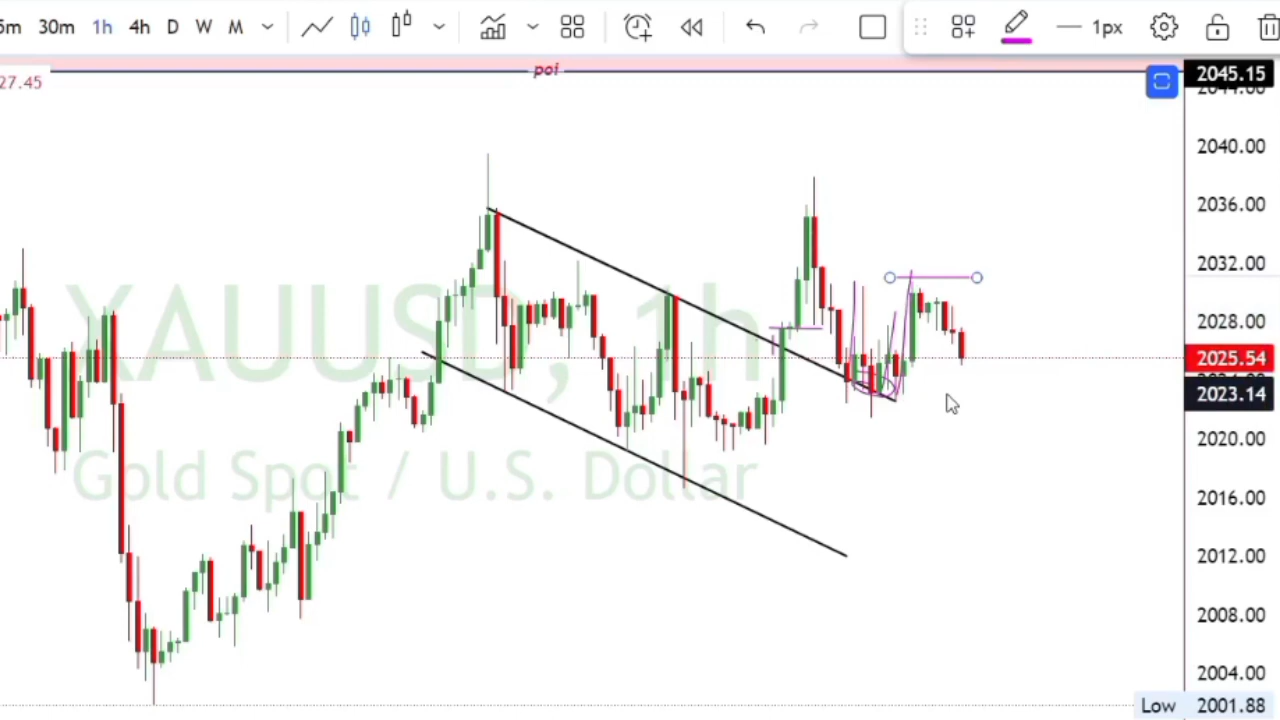 5m 30m 1h 4h D W M 1px
poi
27.45
2045.15
2044.00
2040.00
2036.00
2032.00
2028.00
2025.54
2023.14
2020.00
2016.00
2012.00
2008.00
2004.00
Low 2001.88
XAUUSD, 1h
Gold Spot / U.S. Dollar